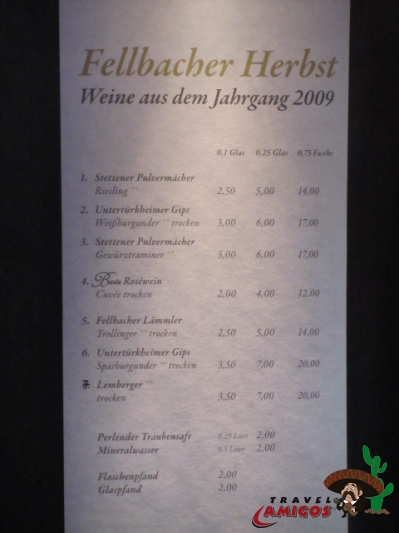 Fellbacher Herbst
Weine aus dem Jahrgang 2009
0,1 Glas 0,25 Glas 0,75 Fasche
1. Stettener Pulvermächer
Riesling ** 2,50 5,00 14,00
2. Untertürkheimer Gips
Weißburgunder ** trocken 3,00 6,00 17,00
3. Stettener Pulvermächer
Gewürztraminer ** 3,00 6,00 17,00
4. Roséwein
Cuvée trocken 2,00 4,00 12,00
5. Fellbacher Lämmler
Trollinger ** trocken 2,50 5,00 14,00
6. Untertürkheimer Gips
Spätburgunder ** trocken 3,50 7,00 20,00
7. Lemberger **
trocken 3,50 7,00 20,00
Perlender Traubensaft 0,25 Liter 2,00
Mineralwasser 0,5 Liter 2,00
Flaschenpfand 2,00
Glaspfand 2,00
TRAVEL
AMIGOS